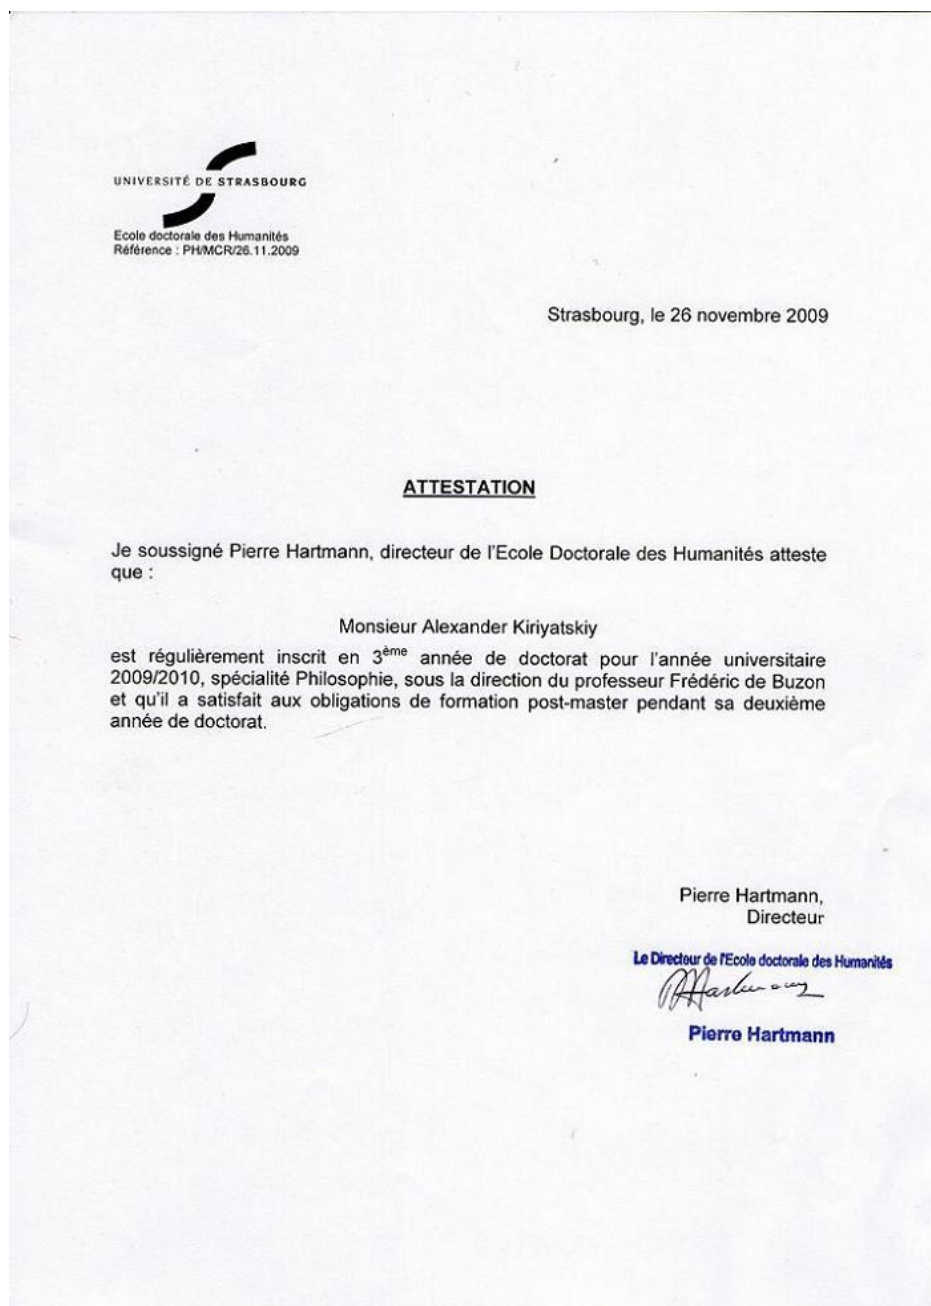 UNIVERSITÉ DE STRASBOURG
Ecole doctorale des Humanités
Référence : PH/MCR/26.11.2009
Strasbourg, le 26 novembre 2009
ATTESTATION
Je soussigné Pierre Hartmann, directeur de l'Ecole Doctorale des Humanités atteste
que :
Monsieur Alexander Kiriyatskiy
est régulièrement inscrit en 3ème année de doctorat pour l'année universitaire
2009/2010, spécialité Philosophie, sous la direction du professeur Frédéric de Buzon
et qu'il a satisfait aux obligations de formation post-master pendant sa deuxième
année de doctorat.
Pierre Hartmann,
Directeur
Le Directeur de l'Ecole doctorale des Humanités
Pierre Hartmann